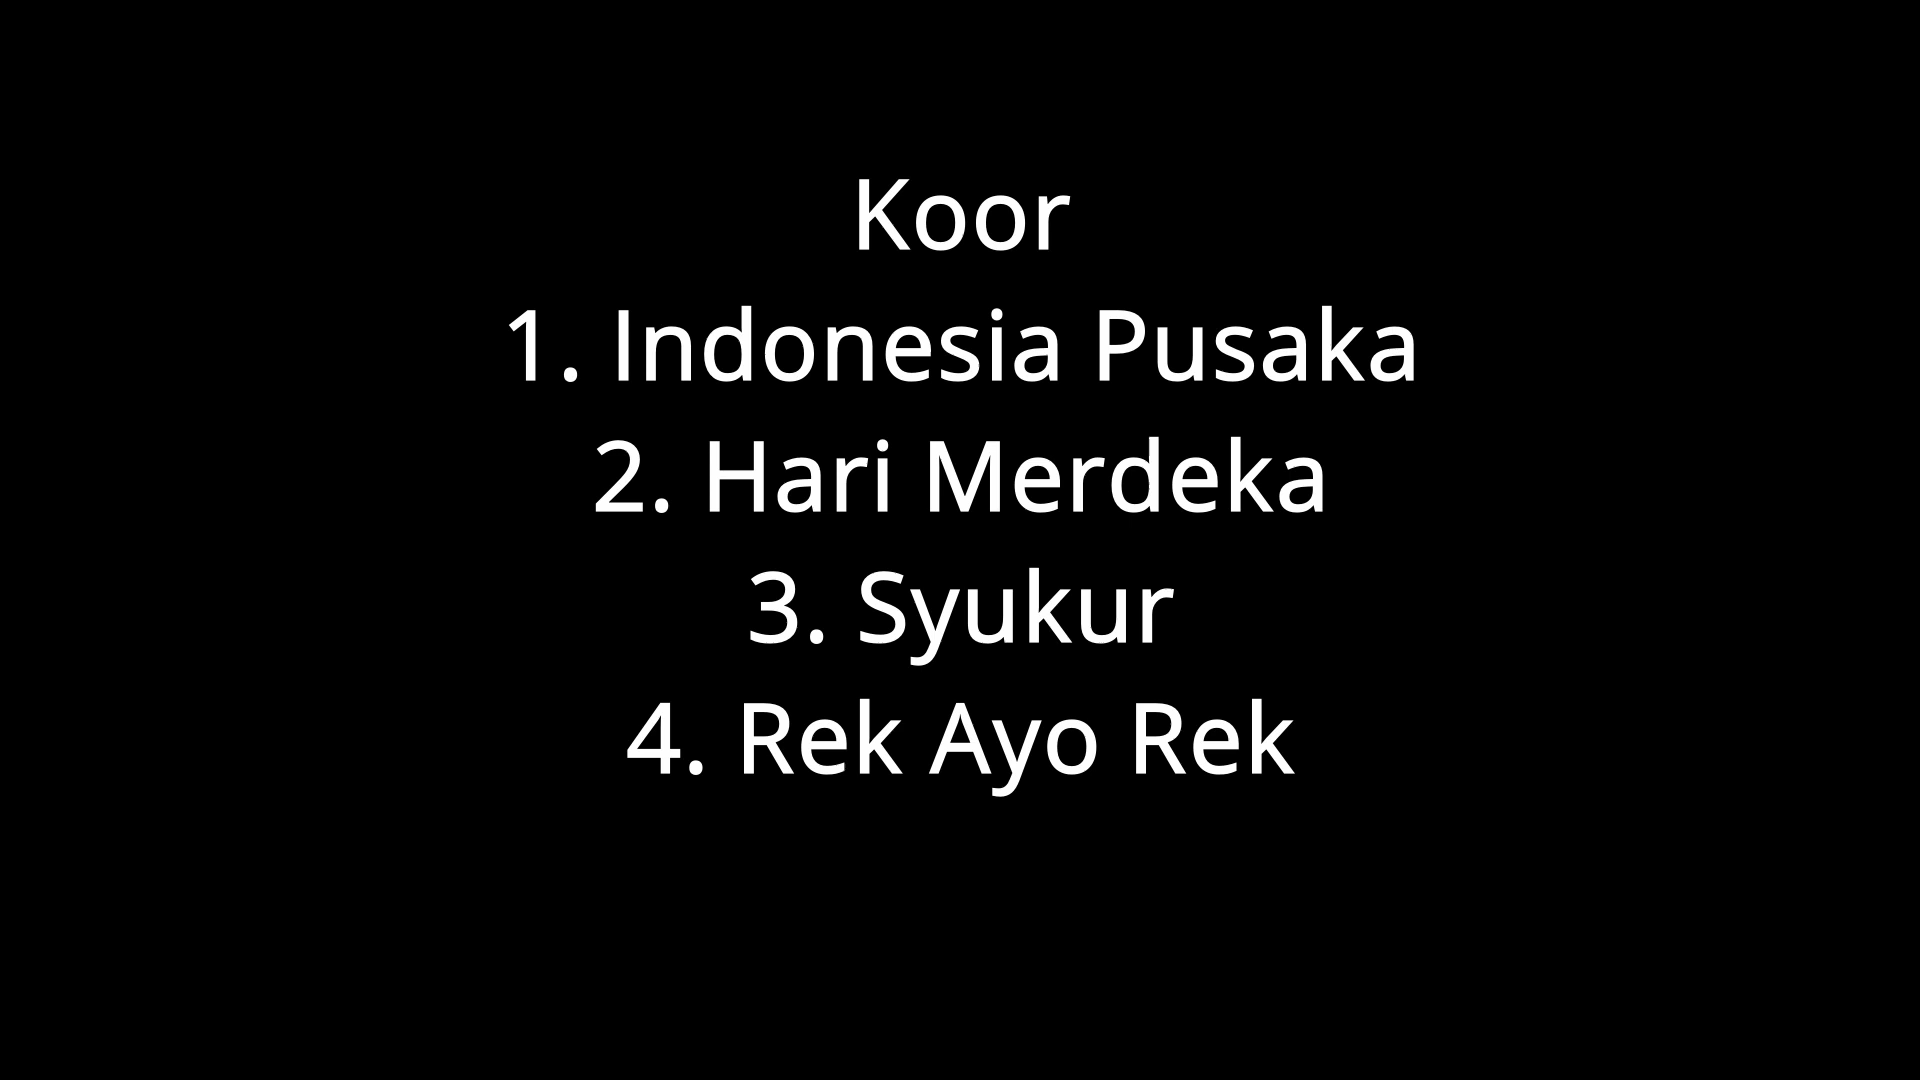 Koor
1. Indonesia Pusaka
2. Hari Merdeka
3. Syukur
4. Rek Ayo Rek